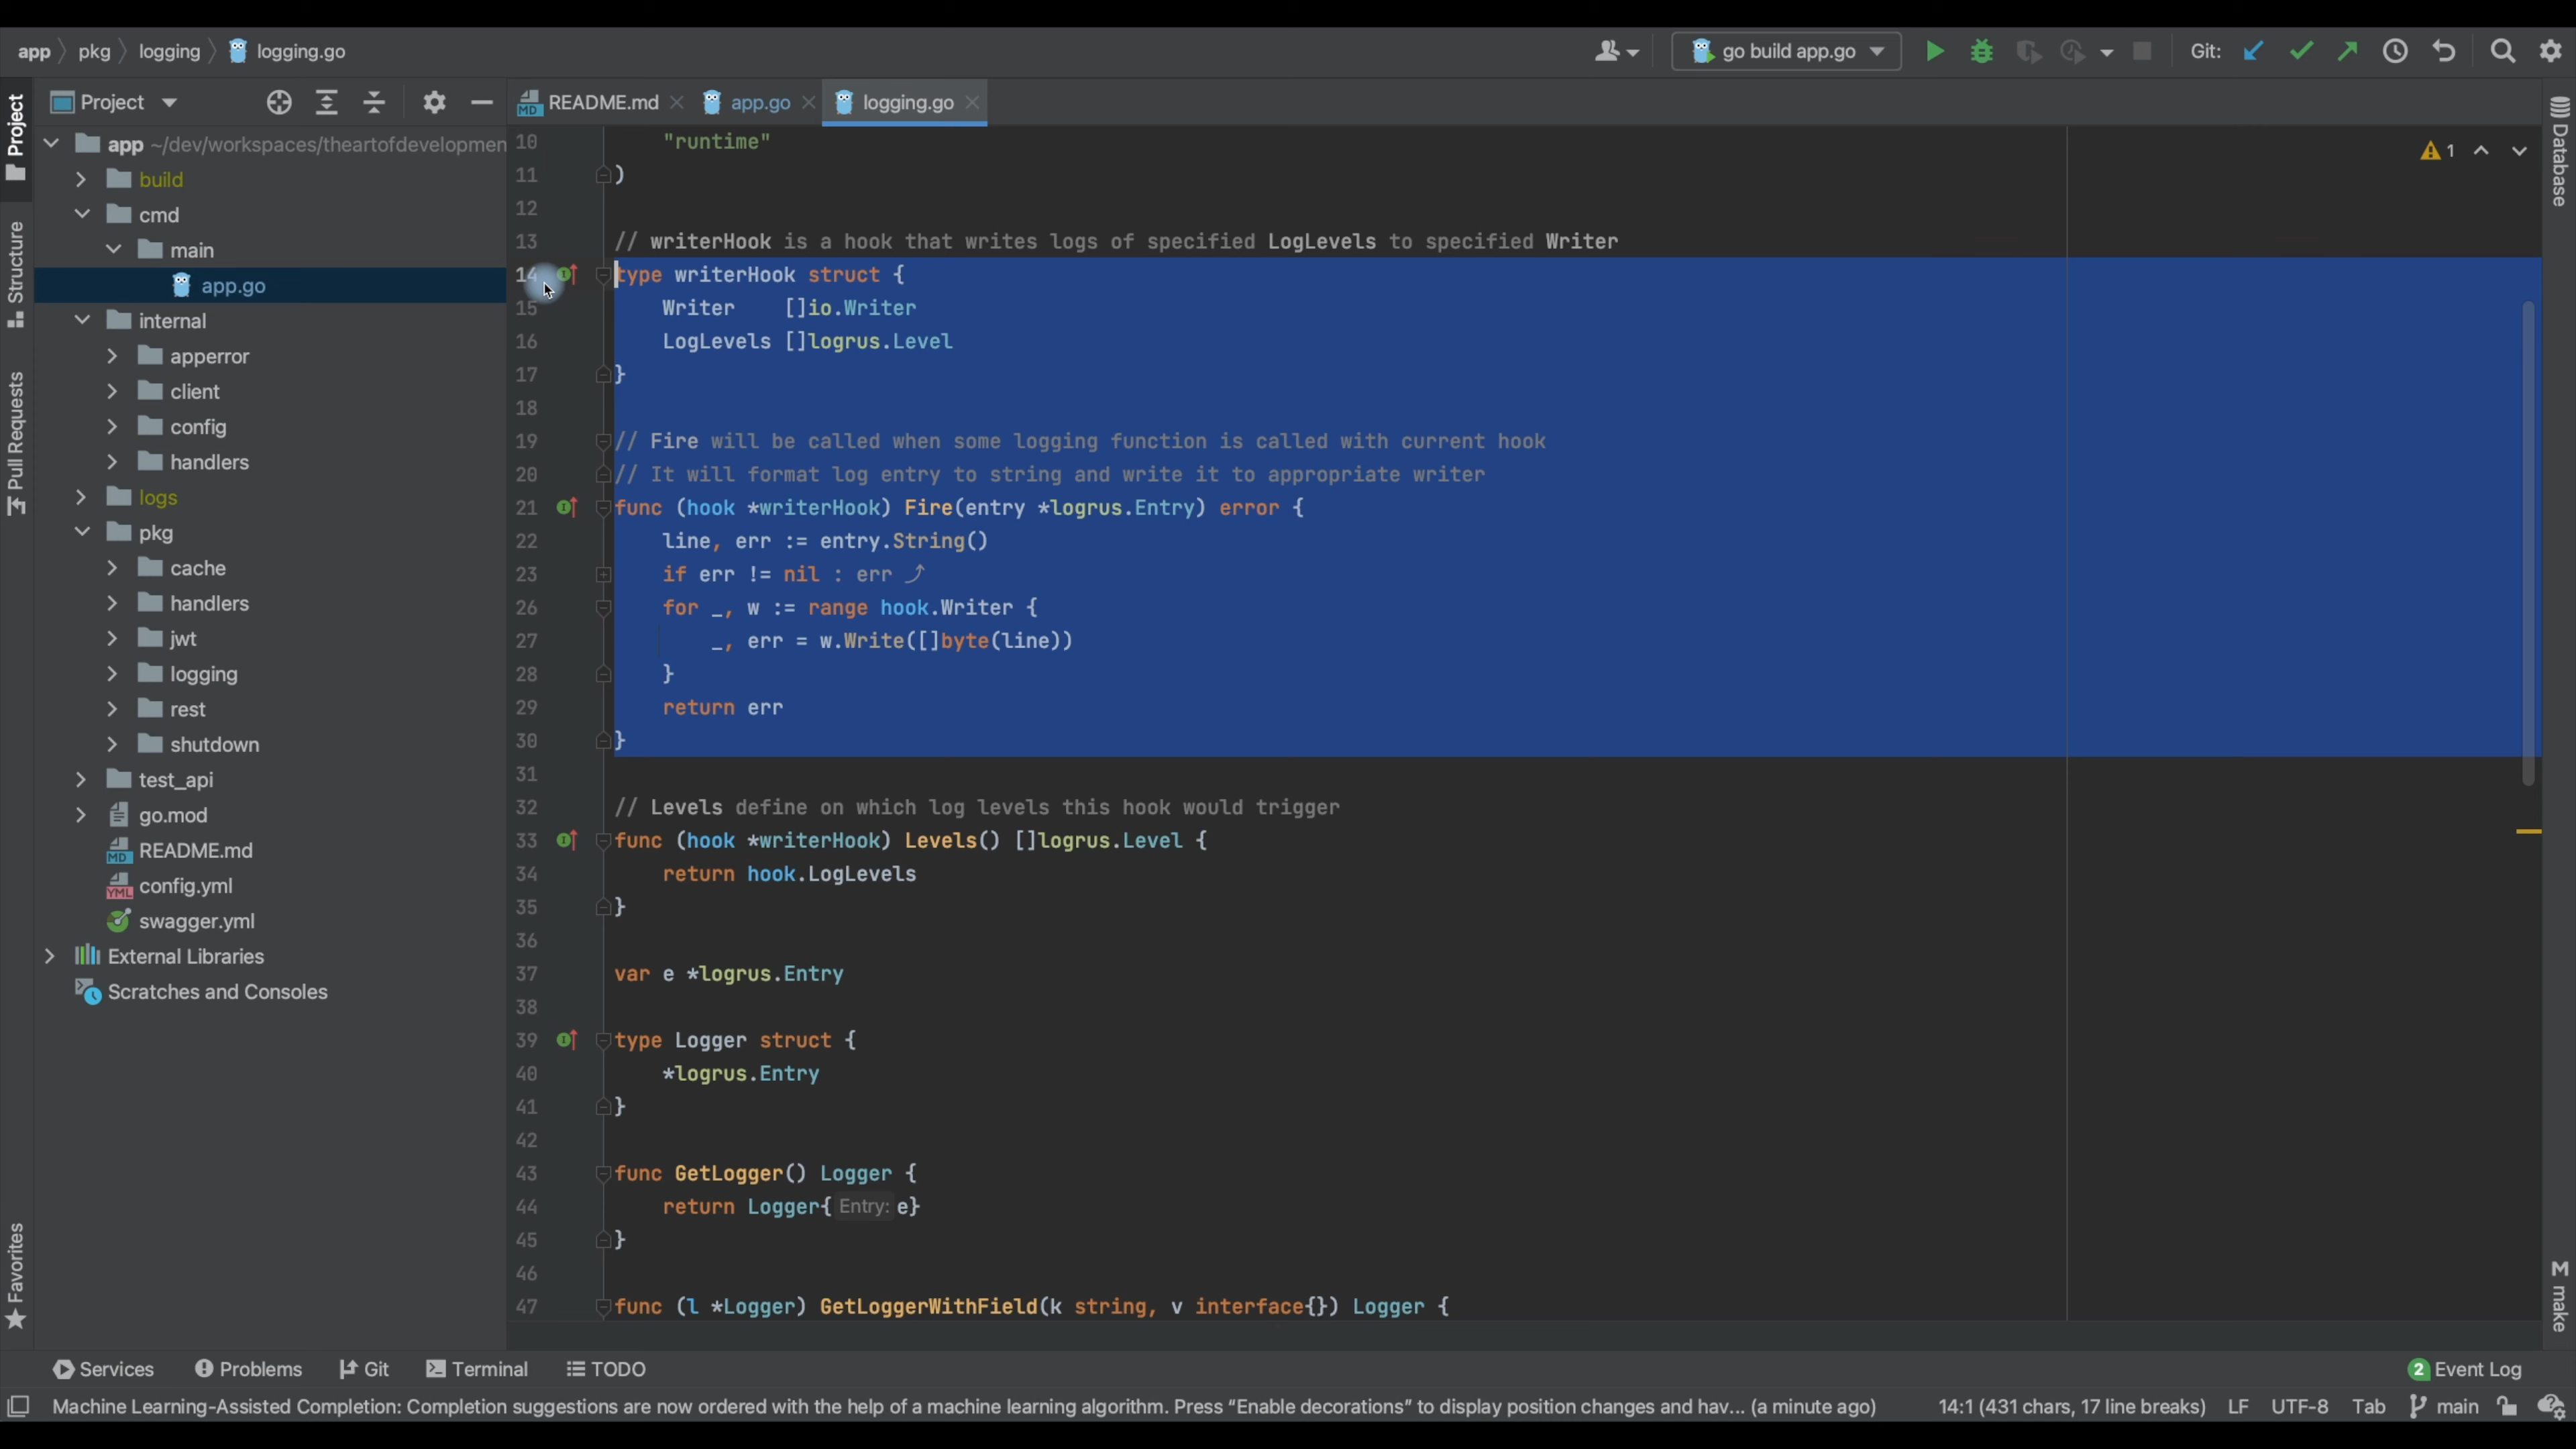 app pkg logging logging.go
go build app.go
Git:
Project
README.md
app.go
logging.go
Project
Structure
Pull Requests
Favorites
app ~/dev/workspaces/theartofdevelopmen
build
cmd
main
app.go
internal
apperror
client
config
handlers
logs
pkg
cache
handlers
jwt
logging
rest
shutdown
test_api
go.mod
README.md
config.yml
swagger.yml
External Libraries
Scratches and Consoles
10 "runtime"
11 )
12
13 // writerHook is a hook that writes logs of specified LogLevels to specified Writer
14 type writerHook struct {
15 Writer []io.Writer
16 LogLevels []logrus.Level
17 }
18
19 // Fire will be called when some logging function is called with current hook
20 // It will format log entry to string and write it to appropriate writer
21 func (hook *writerHook) Fire(entry *logrus.Entry) error {
22 line, err := entry.String()
23 if err != nil : err
26 for _, w := range hook.Writer {
27 _, err = w.Write([]byte(line))
28 }
29 return err
30 }
31
32 // Levels define on which log levels this hook would trigger
33 func (hook *writerHook) Levels() []logrus.Level {
34 return hook.LogLevels
35 }
36
37 var e *logrus.Entry
38
39 type Logger struct {
40 *logrus.Entry
41 }
42
43 func GetLogger() Logger {
44 return Logger{ Entry: e}
45 }
46
47 func (l *Logger) GetLoggerWithField(k string, v interface{}) Logger {
1
Database
make
Services Problems Git Terminal TODO
2 Event Log
Machine Learning-Assisted Completion: Completion suggestions are now ordered with the help of a machine learning algorithm. Press "Enable decorations" to display position changes and hav... (a minute ago)
14:1 (431 chars, 17 line breaks) LF UTF-8 Tab main